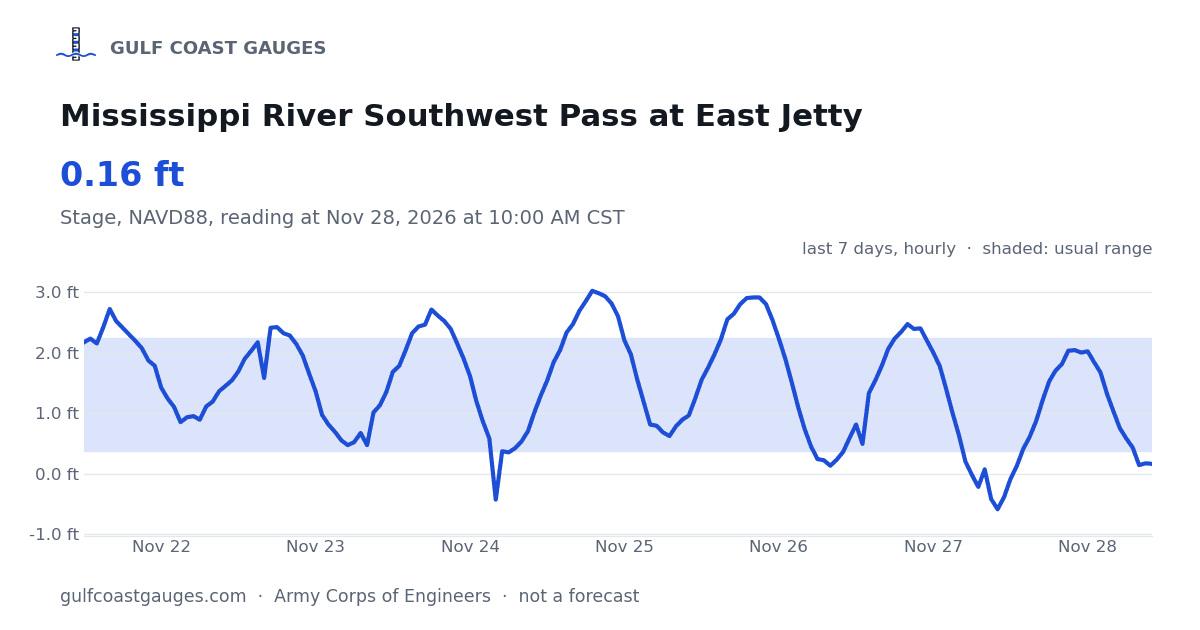 GULF COAST GAUGES
Mississippi River Southwest Pass at East Jetty
0.16 ft
Stage, NAVD88, reading at Nov 28, 2026 at 10:00 AM CST
last 7 days, hourly · shaded: usual range
3.0 ft
2.0 ft
1.0 ft
0.0 ft
-1.0 ft
Nov 22 Nov 23 Nov 24 Nov 25 Nov 26 Nov 27 Nov 28
gulfcoastgauges.com · Army Corps of Engineers · not a forecast